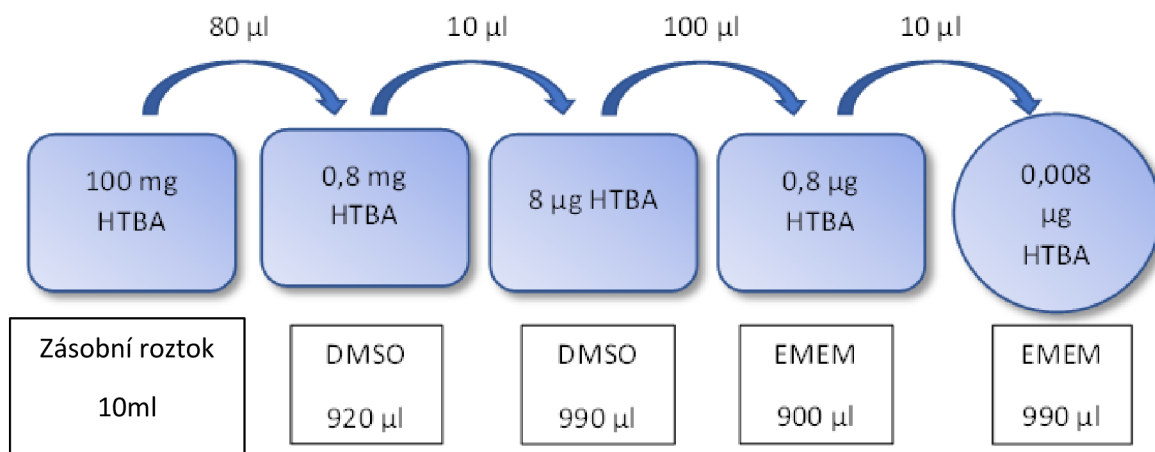 80 µl
10 µl
100 µl
10 µl
100 mg
HTBA
0,8 mg
HTBA
8 µg HTBA
0,8 µg
HTBA
0,008
µg
HTBA
Zásobní roztok
10ml
DMSO
920 µl
DMSO
990 µl
EMEM
900 µl
EMEM
990 µl